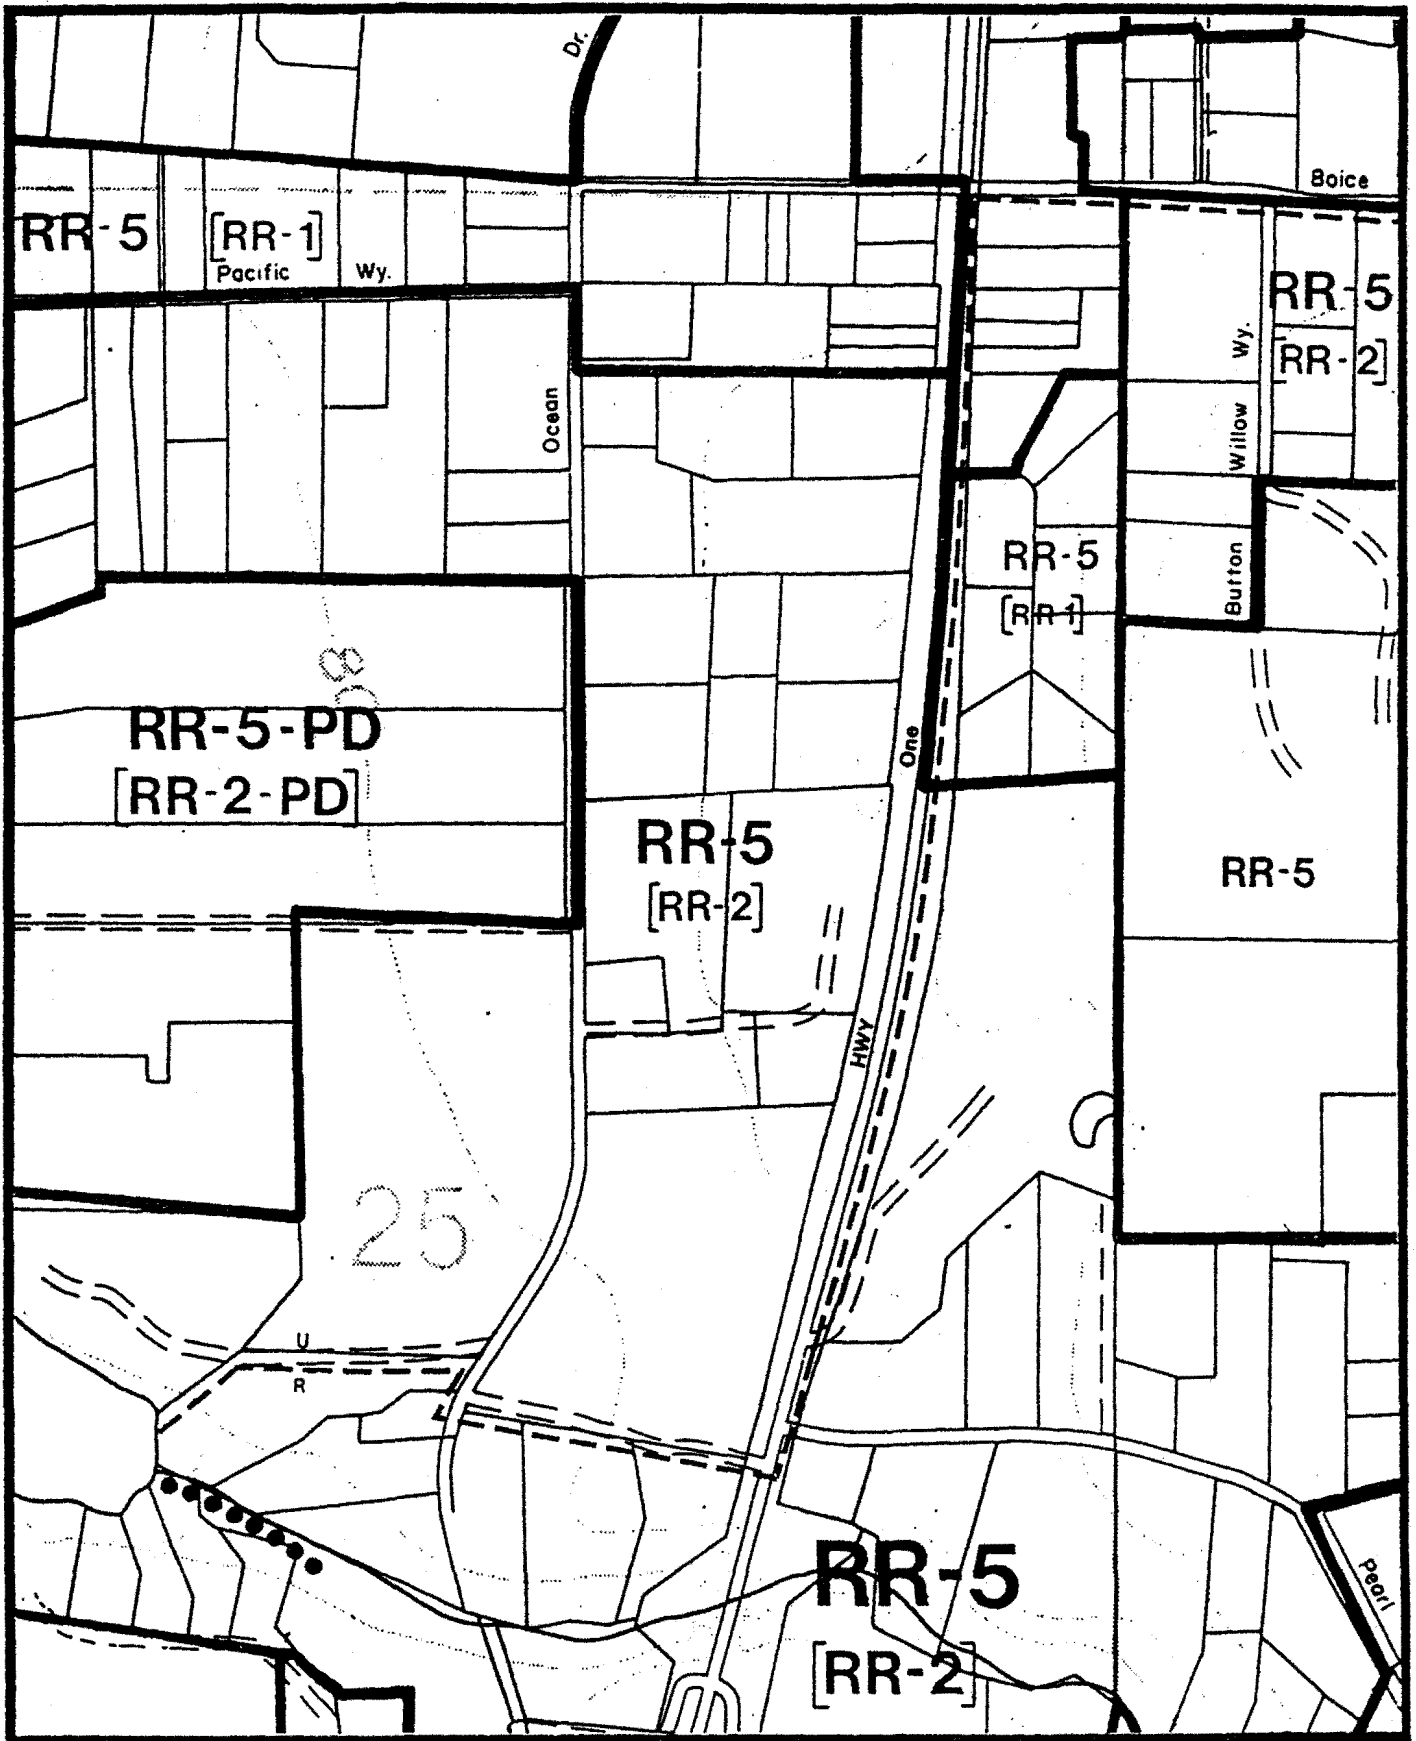 Dr.
Boice
RR-5
[RR-1]
Pacific Wy.
RR-5
[RR-2]
Willow Wy.
Ocean
Button
RR-5
[RR-1]
80
RR-5-PD
[RR-2-PD]
One
RR-5
[RR-2]
RR-5
HWY
25
U
R
RR-5
[RR-2]
Pearl